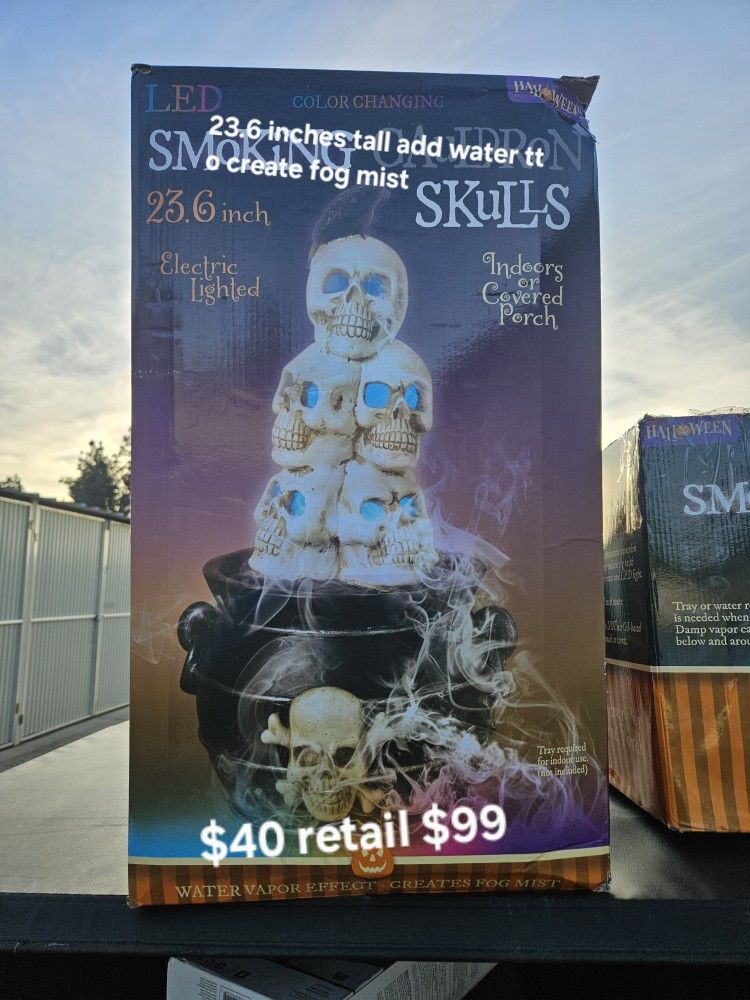 LED
COLOR CHANGING
HALLOWEEN
23.6 inches tall add water tt
o create fog mist
SMOKING CAULDRON
SKULLS
23.6 inch
Electric
Lighted
Indoors
or
Covered
Porch
Tray required
for indoor use.
(not included)
$40 retail $99
WATER VAPOR EFFECT · CREATES FOG MIST
HALLOWEEN
SM
Tray or water r
is needed when
Damp vapor ca
below and arou